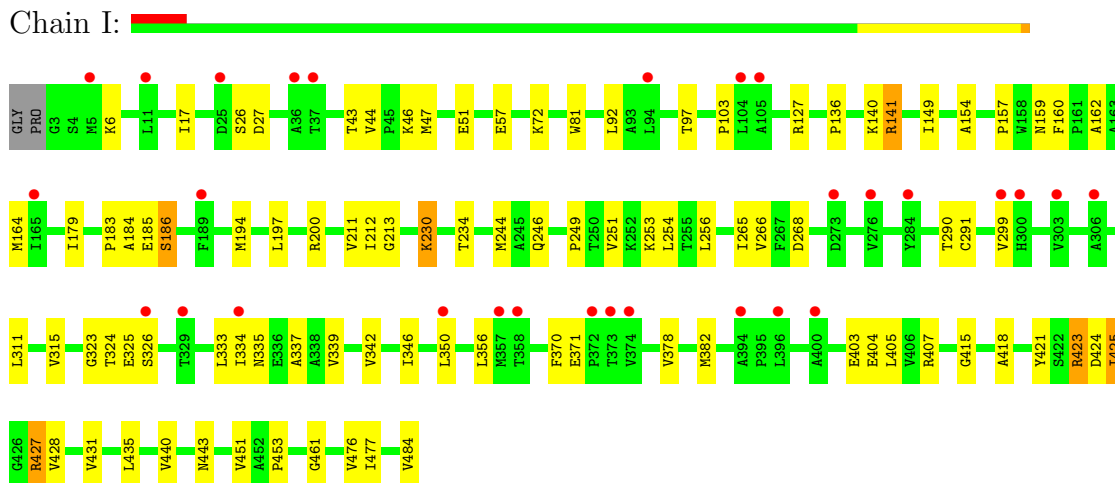 Chain I:
GLY PRO G3 S4 M5 K6 L11 I17 D25 S26 D27 A36 T37 T43 V44 P45 K46 M47 E51 E57 K72 W81 L92 A93 L94 T97 P103 L104 A105 R127 P136 K140 R141 I149 A154 P157 W158 N159 F160 P161 A162 A163
M164 I165 I179 P183 A184 E185 S186 F189 M194 L197 R200 V211 I212 G213 K230 T234 M244 A245 Q246 P249 T250 V251 K252 K253 L254 T255 L256 I265 V266 F267 D268 D273 V276 Y284 T290 C291 V299 H300 V303 A306
L311 V315 G323 T324 E325 S326 T329 L333 I334 N335 E336 A337 A338 V339 V342 I346 L350 L356 M357 T358 F370 E371 P372 T373 V374 V378 M382 A394 P395 L396 A400 E403 E404 L405 V406 R407 G415 A418 Y421 S422 R423 D424 I425
G426 R427 V428 V431 L435 V440 N443 V451 A452 P453 G461 V476 I477 V484